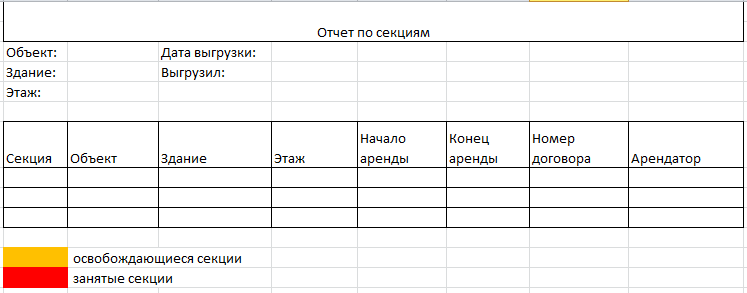 Отчет по секциям
Объект: Дата выгрузки:
Здание: Выгрузил:
Этаж:
Секция Объект Здание Этаж Начало аренды Конец аренды Номер договора Арендатор
освобождающиеся секции
занятые секции